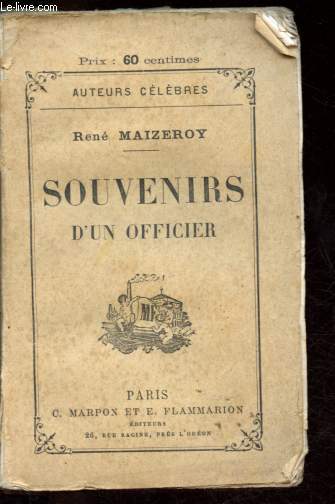 © Le-livre.com
Prix : 60 centimes
AUTEURS CÉLÈBRES
René MAIZEROY
SOUVENIRS
D'UN OFFICIER
MF
PARIS
C. MARPON ET E. FLAMMARION
ÉDITEURS
26, RUE RACINE, PRÈS L'ODÉON